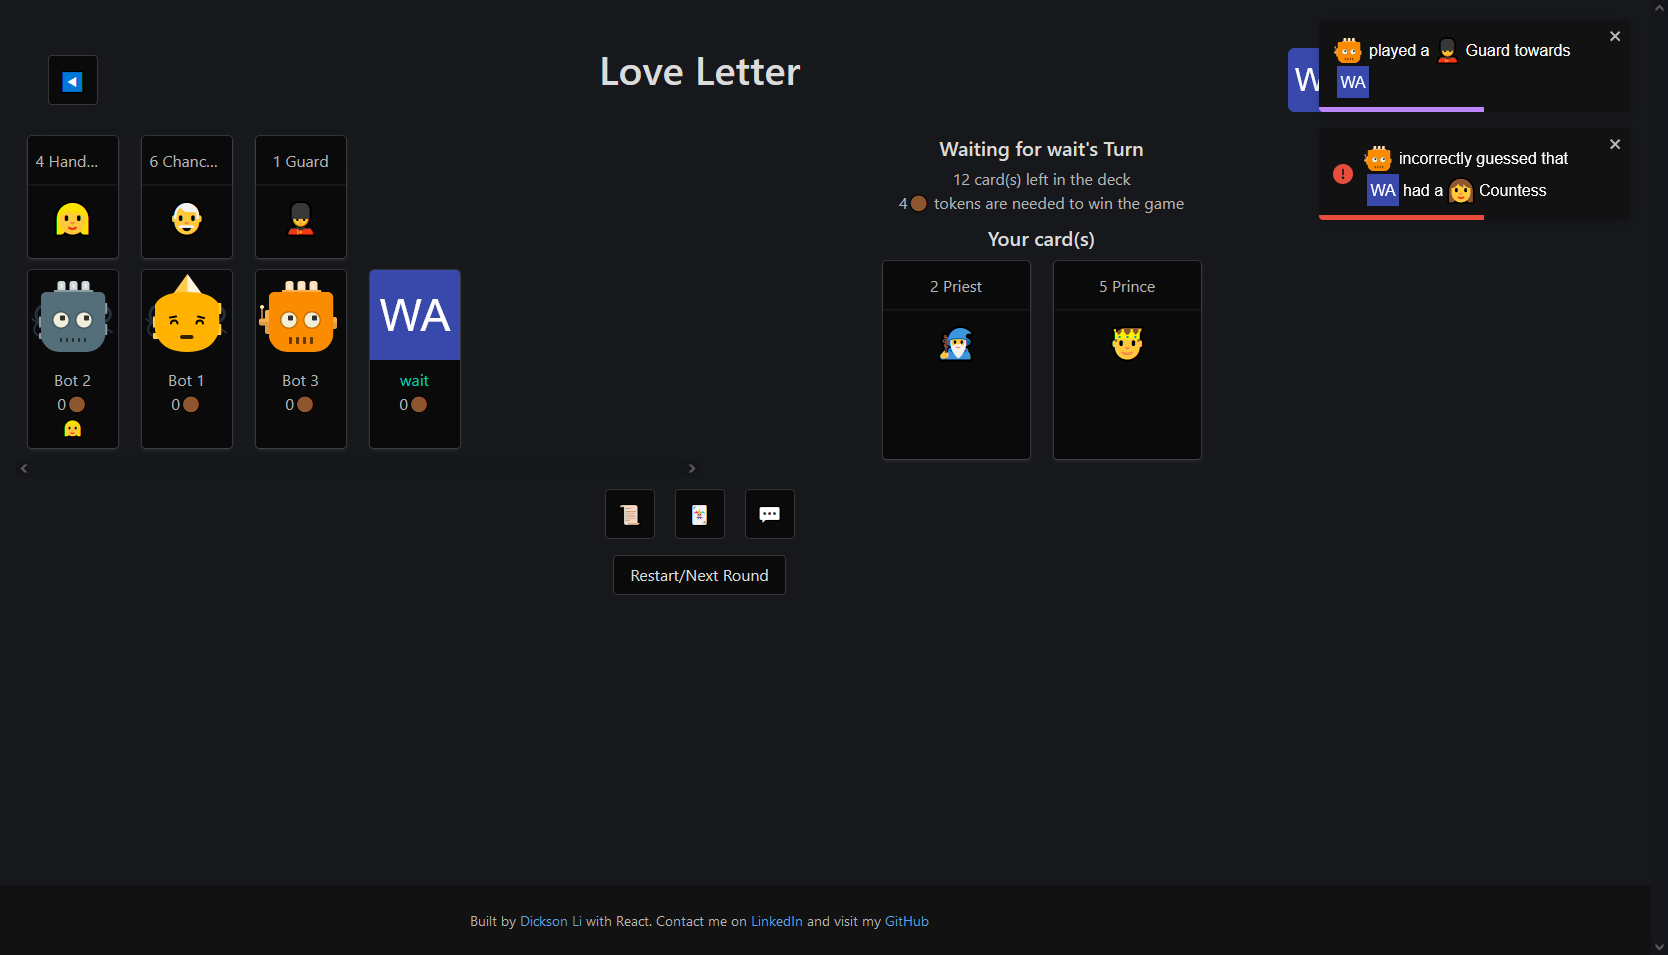 Love Letter
W
played a Guard towards
WA
incorrectly guessed that
WA had a Countess
4 Hand...
6 Chanc...
1 Guard
WA
Bot 2
0
Bot 1
0
Bot 3
0
wait
0
Waiting for wait's Turn
12 card(s) left in the deck
4 tokens are needed to win the game
Your card(s)
2 Priest
5 Prince
Restart/Next Round
Built by Dickson Li with React. Contact me on LinkedIn and visit my GitHub